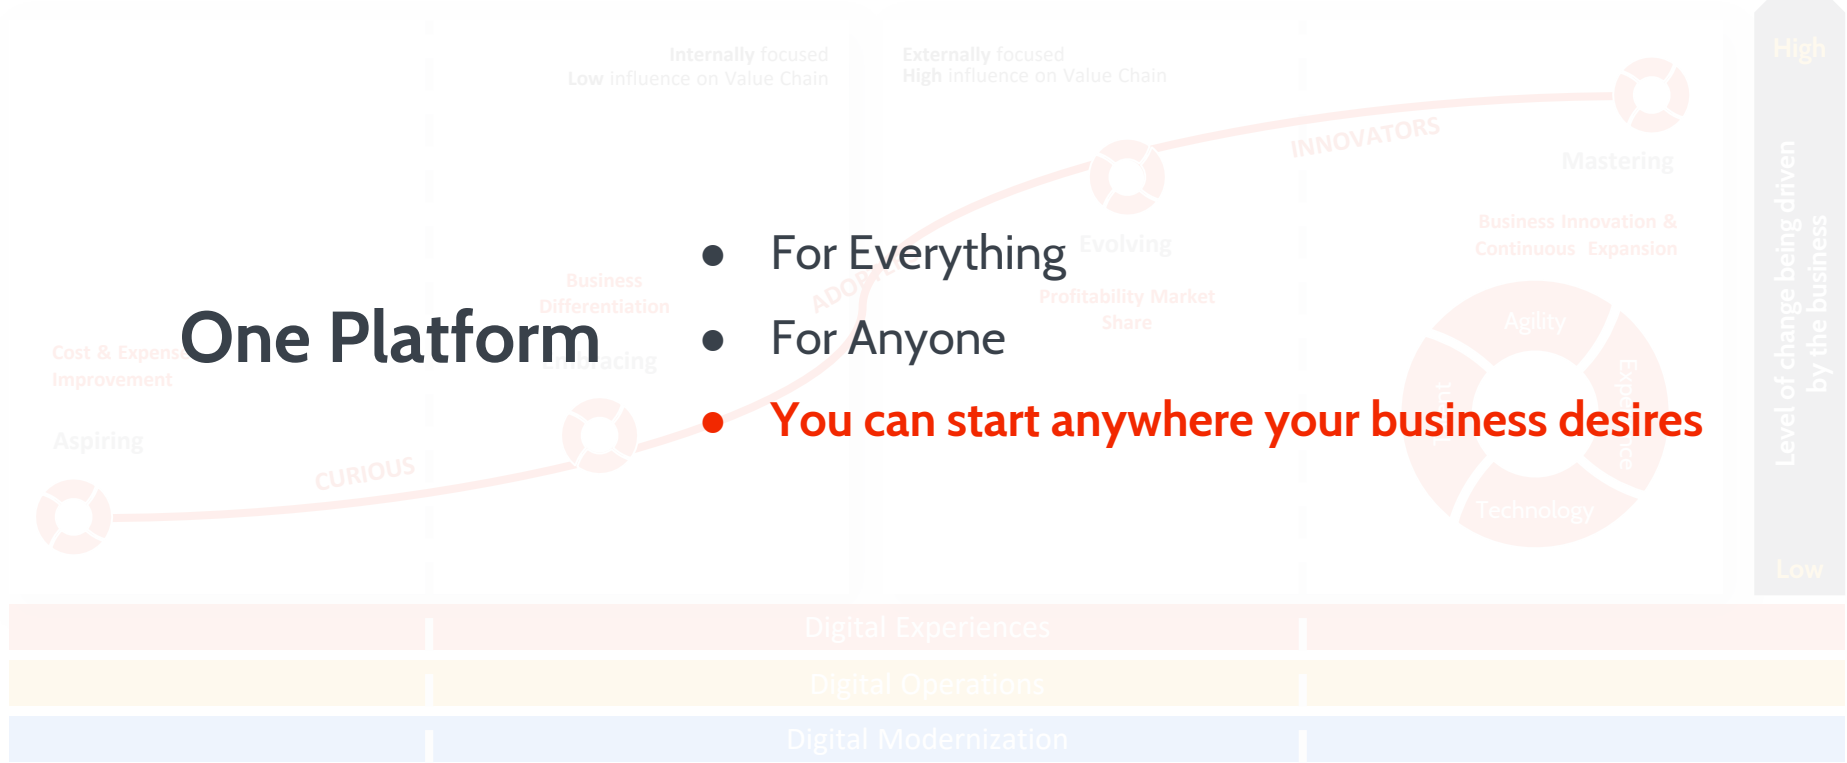 Internally focused
Low influence on Value Chain
Externally focused
High influence on Value Chain
High
INNOVATORS
Mastering
Business Innovation &
Continuous Expansion
Evolving
Profitability Market
Share
Business
Differentiation
Embracing
Cost & Expense
Improvement
Aspiring
CURIOUS
One Platform
● For Everything
● For Anyone
● You can start anywhere your business desires
Agility
Experience
Technology
Level of change being driven
by the business
Low
Digital Experiences
Digital Operations
Digital Modernization